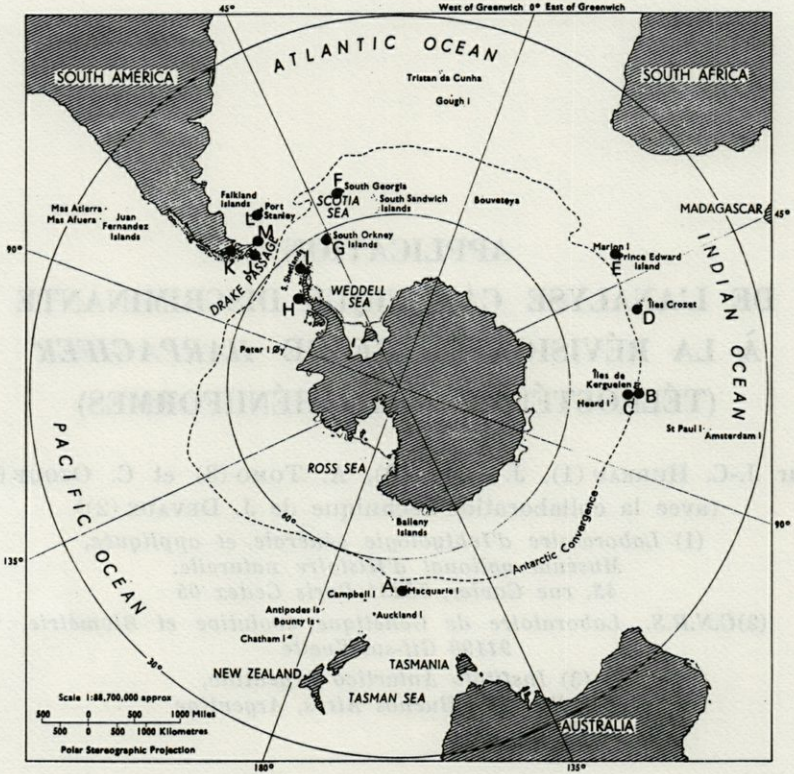 West of Greenwich 0° East of Greenwich
45°
ATLANTIC OCEAN
SOUTH AMERICA
SOUTH AFRICA
Tristan da Cunha
Gough I
F
South Georgia
SCOTIA
SEA
South Sandwich
Islands
Bouvetøya
Falkland
Islands
L
Port
Stanley
M
K
J
DRAKE PASSAGE
Mas Atierra
Mas Afuera
Juan
Fernandez
Islands
MADAGASCAR
45°
90°
G
South Orkney
Islands
I
H
WEDDELL
SEA
Marion I
Prince Edward
Island
E
D
INDIAN OCEAN
Peter I Øy
Îles de
Kerguelen
B
Heard I
C
St Paul I
Amsterdam I
PACIFIC OCEAN
ROSS SEA
Balleny
Islands
60°
90°
Antarctic Convergence
135°
A
Macquarie I
Campbell I
Auckland I
Antipodes Is
Bounty Is
Chatham I
30°
NEW ZEALAND
TASMANIA
TASMAN SEA
AUSTRALIA
Scale 1:88,700,000 approx
500 0 500 1000 Miles
500 0 500 1000 Kilometres
Polar Stereographic Projection
180°
135°